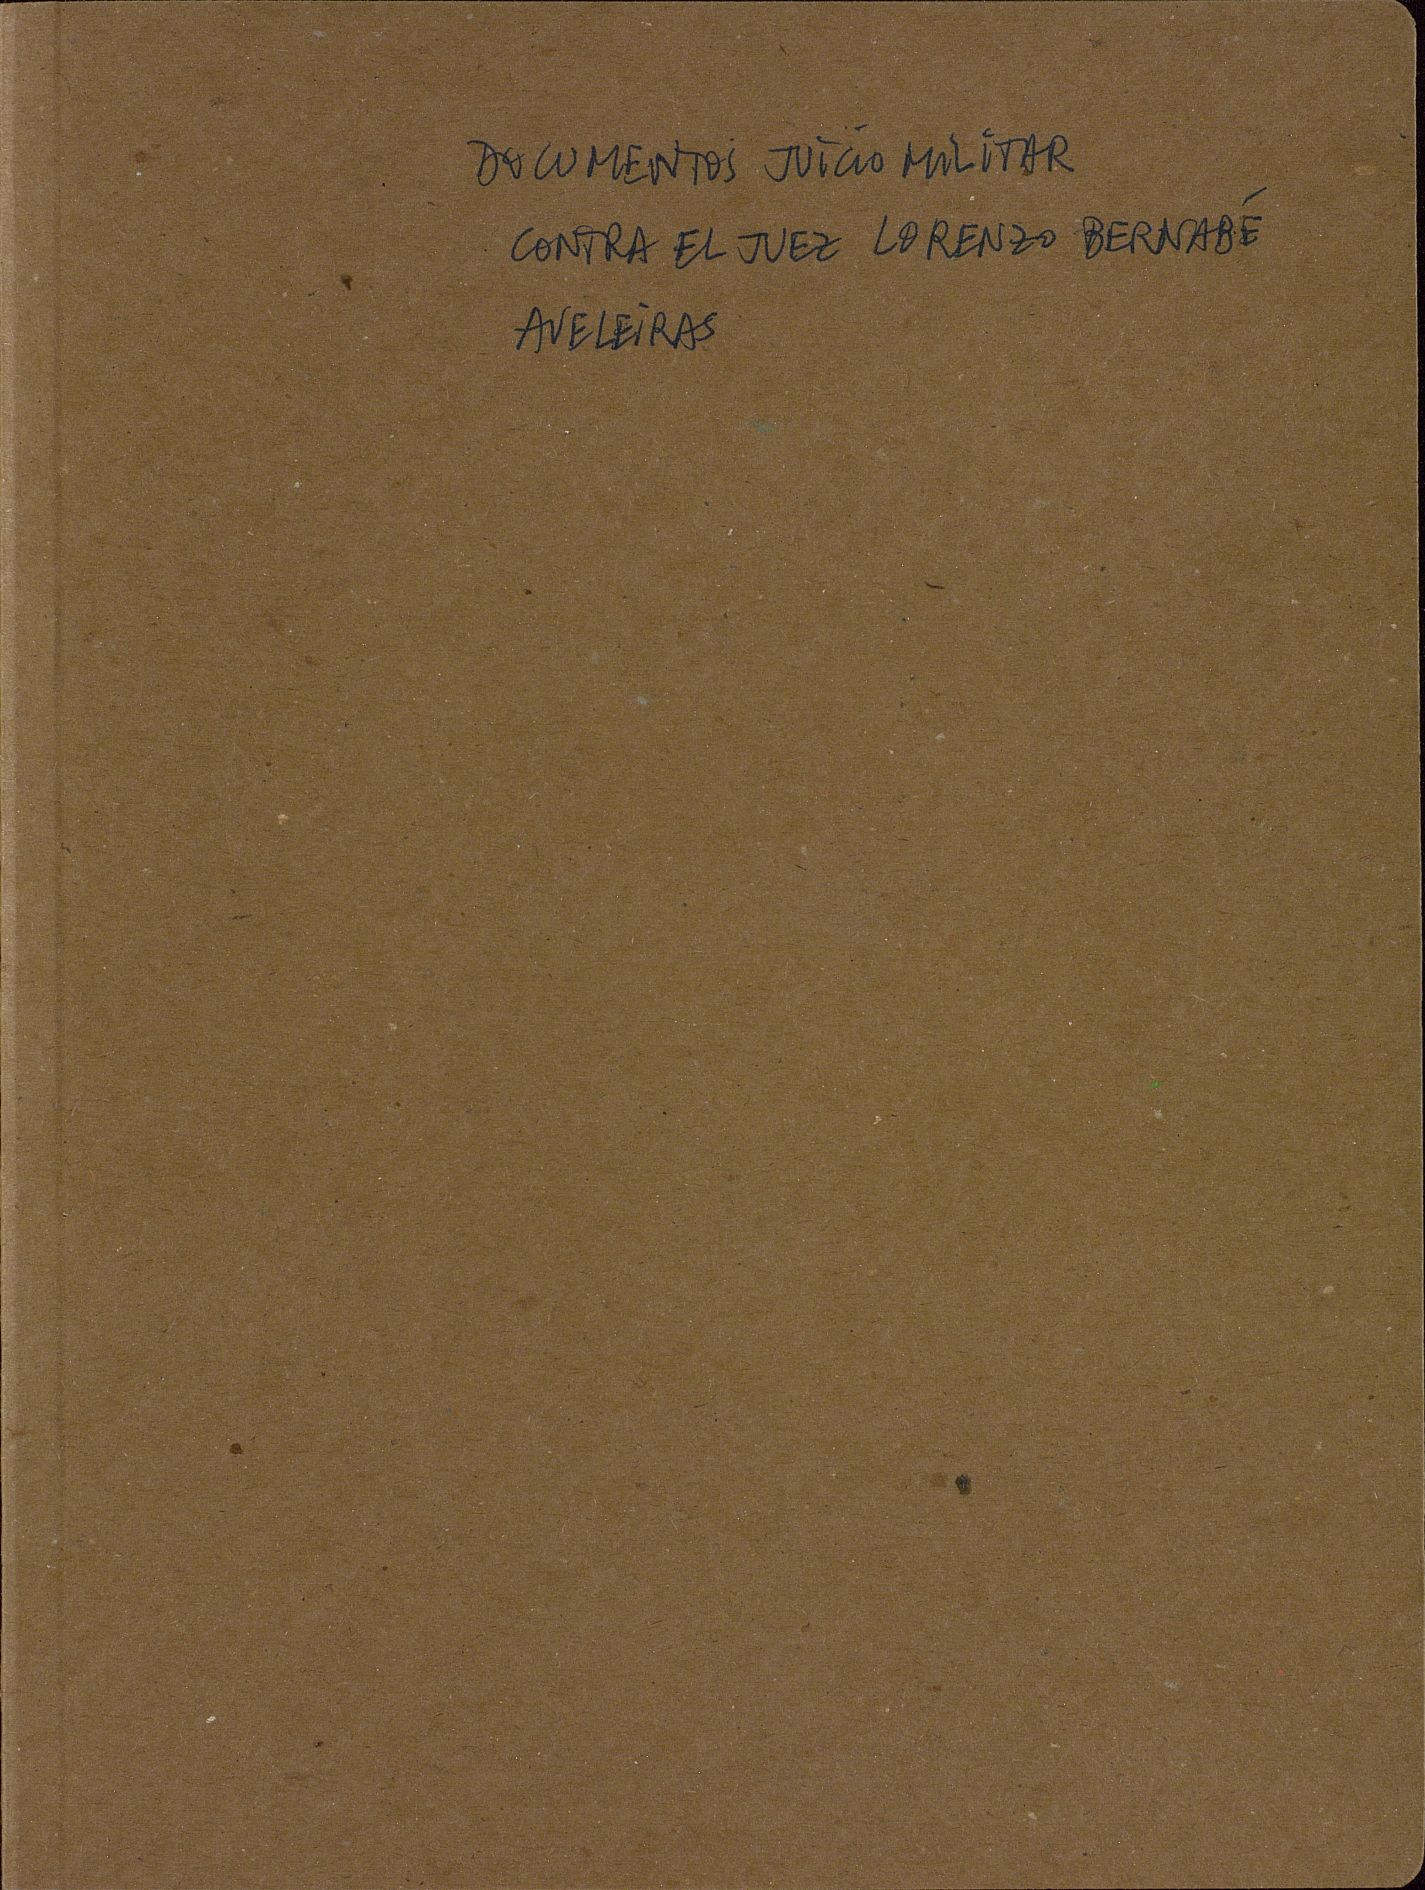 DOCUMENTOS JUICIO MILITAR
CONTRA EL JUEZ LORENZO BERNABÉ
AVELEIRAS